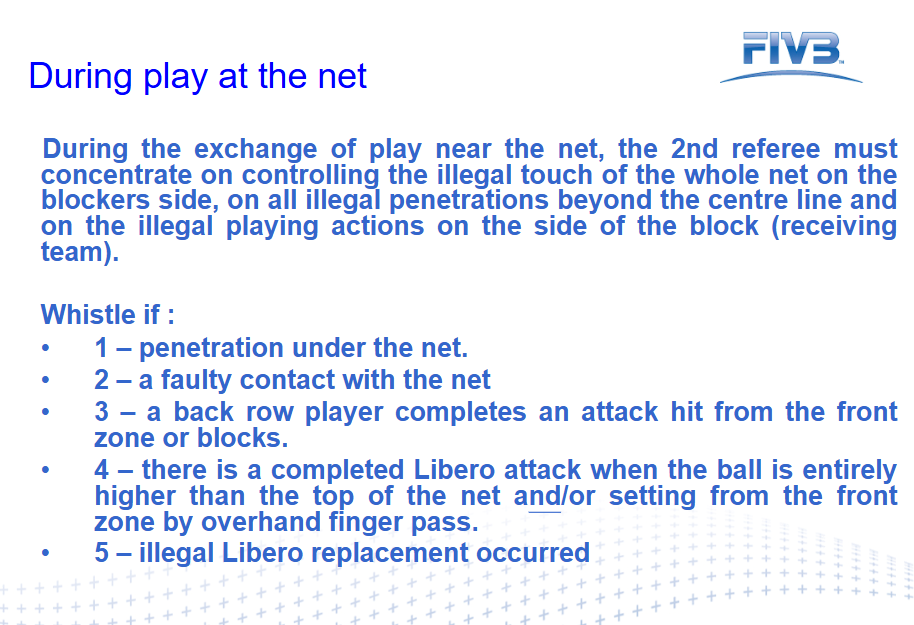 FIVB
During play at the net
During the exchange of play near the net, the 2nd referee must
concentrate on controlling the illegal touch of the whole net on the
blockers side, on all illegal penetrations beyond the centre line and
on the illegal playing actions on the side of the block (receiving
team).
Whistle if :
• 1 – penetration under the net.
• 2 – a faulty contact with the net
• 3 – a back row player completes an attack hit from the front
zone or blocks.
• 4 – there is a completed Libero attack when the ball is entirely
higher than the top of the net and/or setting from the front
zone by overhand finger pass.
• 5 – illegal Libero replacement occurred